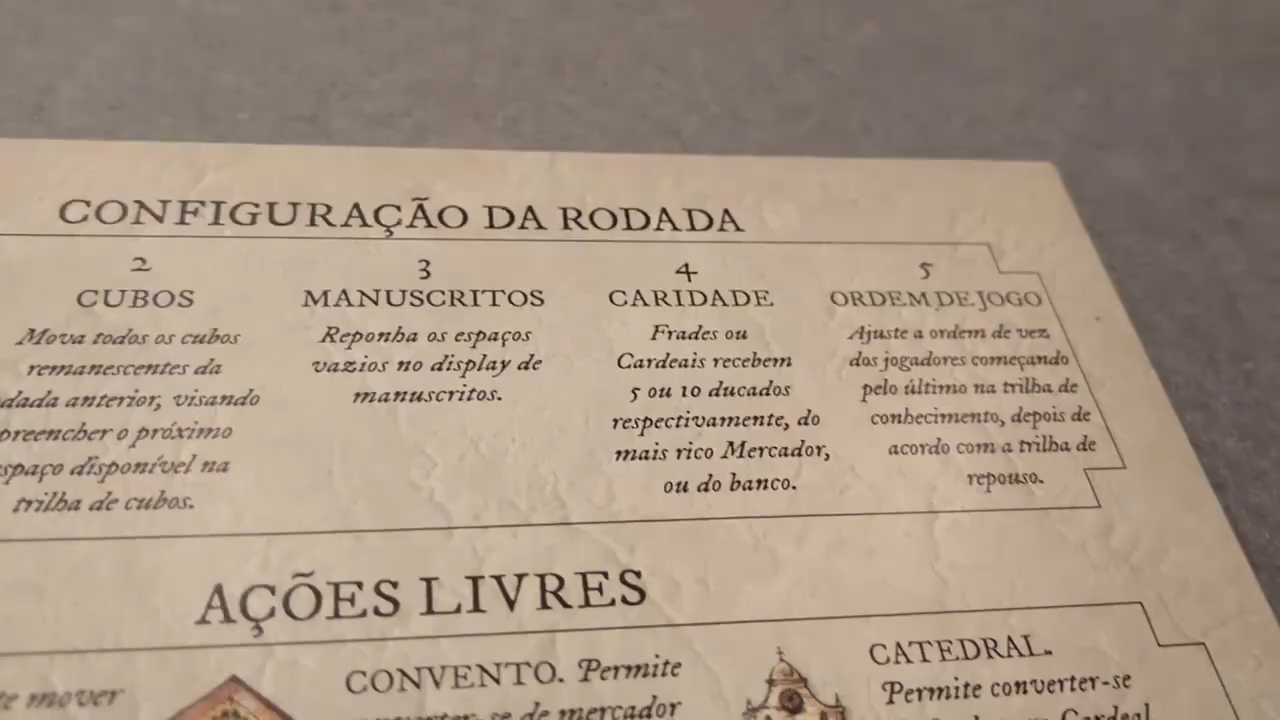 CONFIGURAÇÃO DA RODADA
2
CUBOS
Mova todos os cubos
remanescentes da
anterior, visando
preencher o próximo
espaço disponível na
trilha de cubos.
3
MANUSCRITOS
Reponha os espaços
vazios no display de
manuscritos.
4
CARIDADE
Frades ou
Cardeais recebem
5 ou 10 ducados
respectivamente, do
mais rico Mercador,
ou do banco.
5
ORDEM DE JOGO
Ajuste a ordem de vez
dos jogadores começando
pelo último na trilha de
conhecimento, depois de
acordo com a trilha de
repouso.
AÇÕES LIVRES
mover
CONVENTO. Permite
de mercador
CATEDRAL.
Permite converter-se
Cardeal